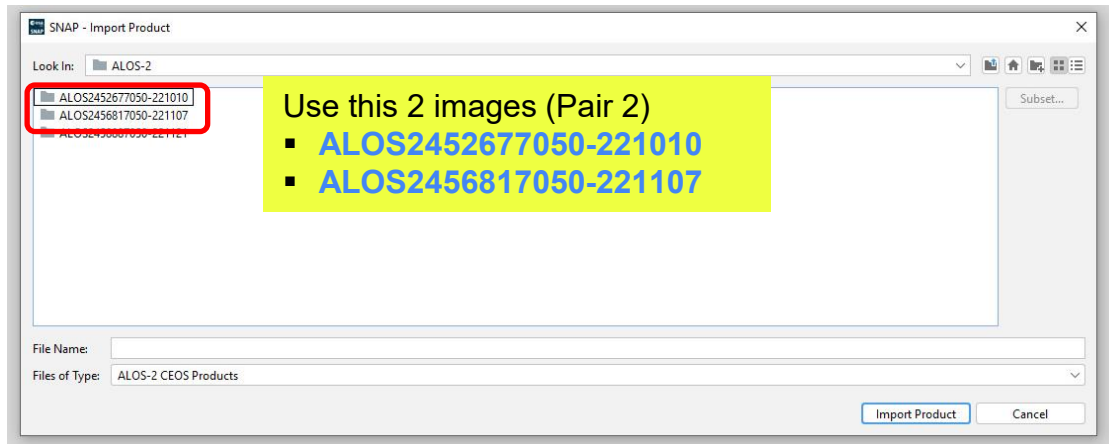 SNAP - Import Product
Look In: ALOS-2
ALOS2452677050-221010
ALOS2456817050-221107
Subset...
Use this 2 images (Pair 2)
▪ ALOS2452677050-221010
▪ ALOS2456817050-221107
File Name:
Files of Type: ALOS-2 CEOS Products
Import Product Cancel